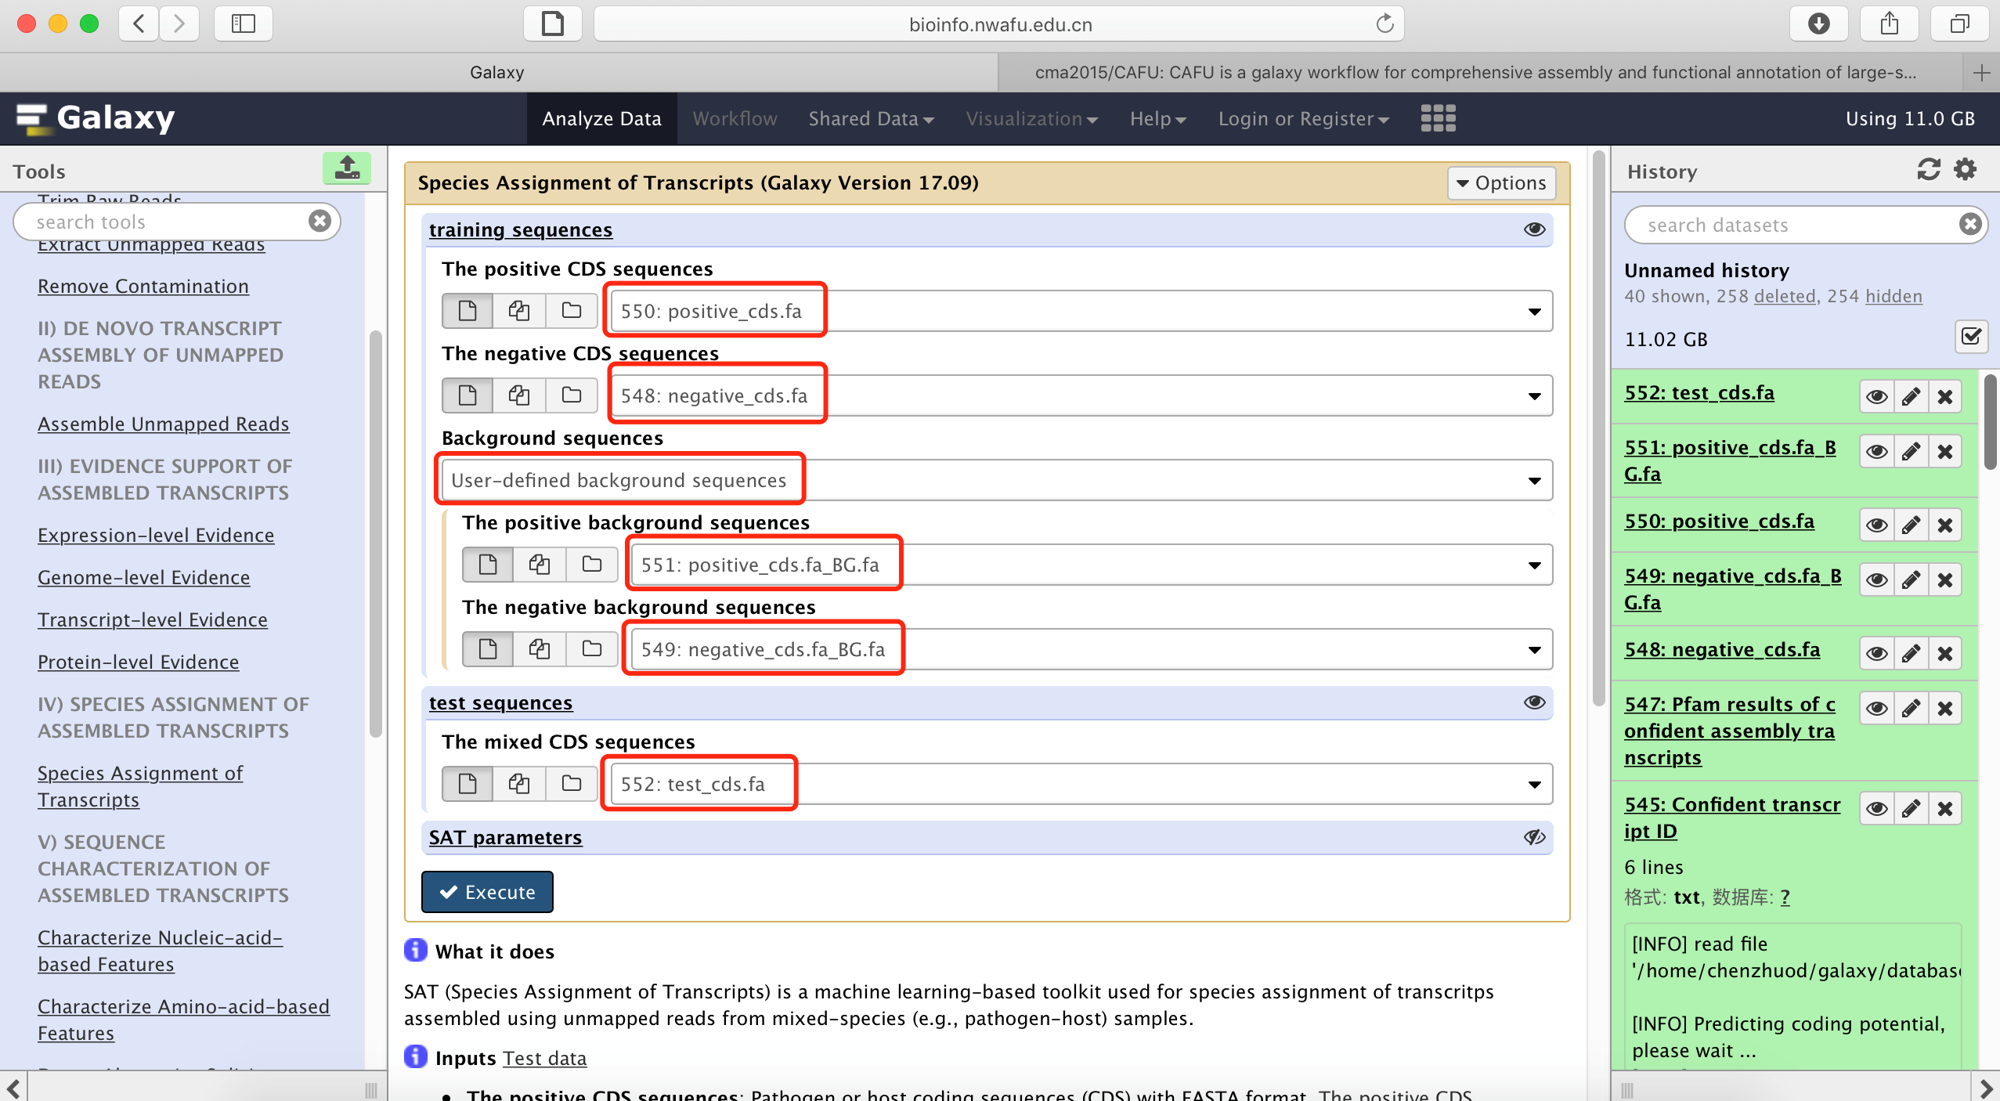 bioinfo.nwafu.edu.cn
Galaxy
cma2015/CAFU: CAFU is a galaxy workflow for comprehensive assembly and functional annotation of large-s...
Galaxy
Analyze Data
Workflow
Shared Data
Visualization
Help
Login or Register
Using 11.0 GB
Tools
Trim Raw Reads
search tools
Extract Unmapped Reads
Remove Contamination
II) DE NOVO TRANSCRIPT
ASSEMBLY OF UNMAPPED
READS
Assemble Unmapped Reads
III) EVIDENCE SUPPORT OF
ASSEMBLED TRANSCRIPTS
Expression-level Evidence
Genome-level Evidence
Transcript-level Evidence
Protein-level Evidence
IV) SPECIES ASSIGNMENT OF
ASSEMBLED TRANSCRIPTS
Species Assignment of
Transcripts
V) SEQUENCE
CHARACTERIZATION OF
ASSEMBLED TRANSCRIPTS
Characterize Nucleic-acid-
based Features
Characterize Amino-acid-based
Features
Species Assignment of Transcripts (Galaxy Version 17.09)
Options
training sequences
The positive CDS sequences
550: positive_cds.fa
The negative CDS sequences
548: negative_cds.fa
Background sequences
User-defined background sequences
The positive background sequences
551: positive_cds.fa_BG.fa
The negative background sequences
549: negative_cds.fa_BG.fa
test sequences
The mixed CDS sequences
552: test_cds.fa
SAT parameters
Execute
What it does
SAT (Species Assignment of Transcripts) is a machine learning-based toolkit used for species assignment of transcritps
assembled using unmapped reads from mixed-species (e.g., pathogen-host) samples.
Inputs Test data
• The positive CDS sequences: Pathogen or host coding sequences (CDS) with FASTA format. The positive CDS
History
search datasets
Unnamed history
40 shown, 258 deleted, 254 hidden
11.02 GB
552: test_cds.fa
551: positive_cds.fa_B
G.fa
550: positive_cds.fa
549: negative_cds.fa_B
G.fa
548: negative_cds.fa
547: Pfam results of c
onfident assembly tra
nscripts
545: Confident transcr
ipt ID
6 lines
格式: txt, 数据库: ?
[INFO] read file
'/home/chenzhuod/galaxy/databas
[INFO] Predicting coding potential,
please wait ...